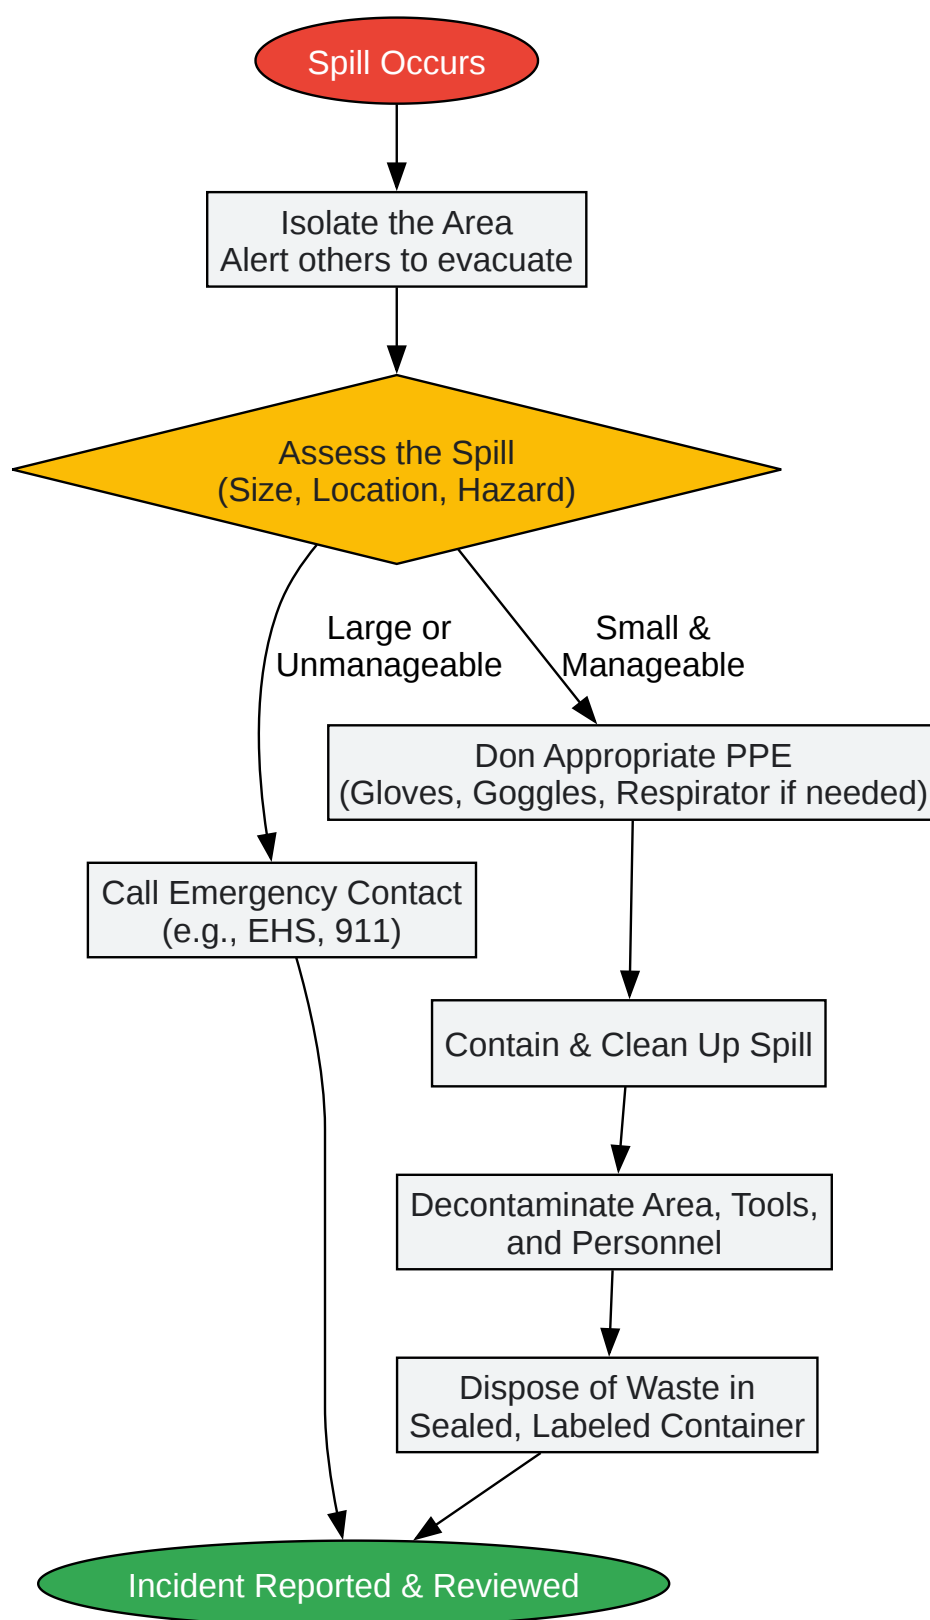 Spill Occurs
Isolate the Area
Alert others to evacuate
Assess the Spill
(Size, Location, Hazard)
Large or
Unmanageable
Small &
Manageable
Don Appropriate PPE
(Gloves, Goggles, Respirator if needed)
Call Emergency Contact
(e.g., EHS, 911)
Contain & Clean Up Spill
Decontaminate Area, Tools,
and Personnel
Dispose of Waste in
Sealed, Labeled Container
Incident Reported & Reviewed